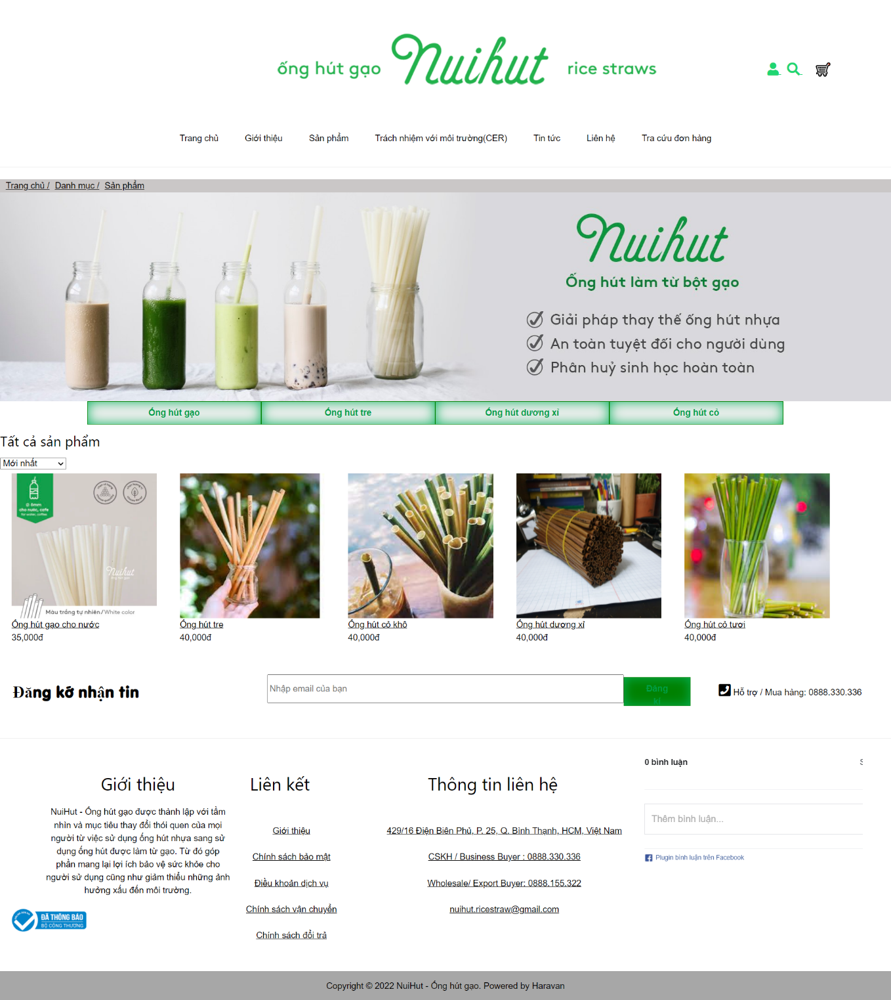 ống hút gạo Nuihut rice straws
Trang chủ Giới thiệu Sản phẩm Trách nhiệm với môi trường(CER) Tin tức Liên hệ Tra cứu đơn hàng
Trang chủ / Danh mục / Sản phẩm
Nuihut
Ống hút làm từ bột gạo
Giải pháp thay thế ống hút nhựa
An toàn tuyệt đối cho người dùng
Phân huỷ sinh học hoàn toàn
Ống hút gạo Ống hút tre Ống hút dương xỉ Ống hút cỏ
Tất cả sản phẩm
Mới nhất
∅ 6mm
cho nước, cafe
for water, coffee
Nuihut
ống hút gạo
Màu trắng tự nhiên/White color
Ống hút gạo cho nước Ống hút tre Ống hút cỏ khô Ống hút dương xỉ Ống hút cỏ tươi
35,000đ 40,000đ 40,000đ 40,000đ 40,000đ
Đăng kớ nhận tin
Nhập email của bạn
Đăng
kí
Hỗ trợ / Mua hàng: 0888.330.336
Giới thiệu
NuiHut - Ống hút gạo được thành lập với tầm
nhìn và mục tiêu thay đổi thói quen của mọi
người từ việc sử dụng ống hút nhựa sang sử
dụng ống hút được làm từ gạo. Từ đó góp
phần mang lại lợi ích bảo vệ sức khỏe cho
người sử dụng cũng như giảm thiểu những ảnh
hưởng xấu đến môi trường.
ĐÃ THÔNG BÁO
BỘ CÔNG THƯƠNG
Liên kết
Giới thiệu
Chính sách bảo mật
Điều khoản dịch vụ
Chính sách vận chuyển
Chính sách đổi trả
Thông tin liên hệ
429/16 Điện Biên Phủ, P. 25, Q. Bình Thạnh, HCM, Việt Nam
CSKH / Business Buyer : 0888.330.336
Wholesale/ Export Buyer: 0888.155.322
nuihut.ricestraw@gmail.com
0 bình luận
Thêm bình luận...
Plugin bình luận trên Facebook
Copyright © 2022 NuiHut - Ống hút gạo. Powered by Haravan